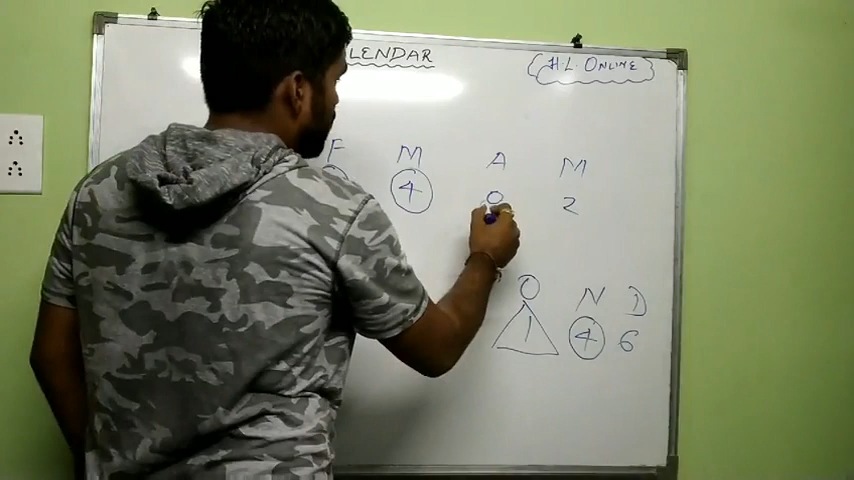 LENDAR
H.L. ONLINE
F M A M
4 0 2
O N D
1 4 6